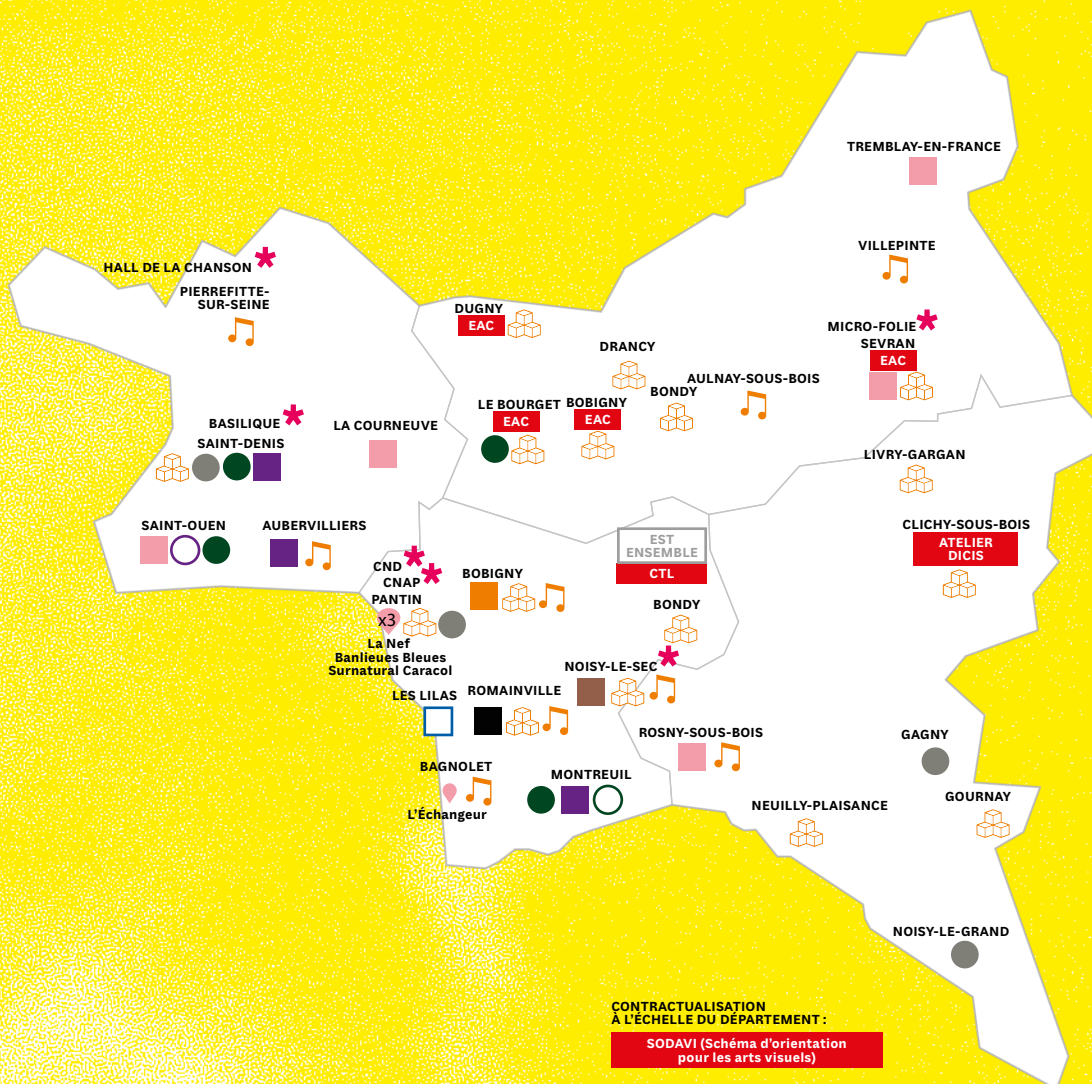 TREMBLAY-EN-FRANCE
VILLEPINTE
HALL DE LA CHANSON
PIERREFITTE-
SUR-SEINE
DUGNY
EAC
MICRO-FOLIE
SEVRAN
EAC
DRANCY
AULNAY-SOUS-BOIS
BONDY
LE BOURGET
EAC
BOBIGNY
EAC
BASILIQUE
SAINT-DENIS
LA COURNEUVE
LIVRY-GARGAN
SAINT-OUEN
AUBERVILLIERS
CLICHY-SOUS-BOIS
ATELIER
DICIS
EST
ENSEMBLE
CTL
CND
CNAP
PANTIN
x3
La Nef
Banlieues Bleues
Surnatural Caracol
BOBIGNY
BONDY
NOISY-LE-SEC
LES LILAS
ROMAINVILLE
ROSNY-SOUS-BOIS
GAGNY
BAGNOLET
L'Échangeur
MONTREUIL
NEUILLY-PLAISANCE
GOURNAY
NOISY-LE-GRAND
CONTRACTUALISATION
À L'ÉCHELLE DU DÉPARTEMENT :
SODAVI (Schéma d'orientation
pour les arts visuels)